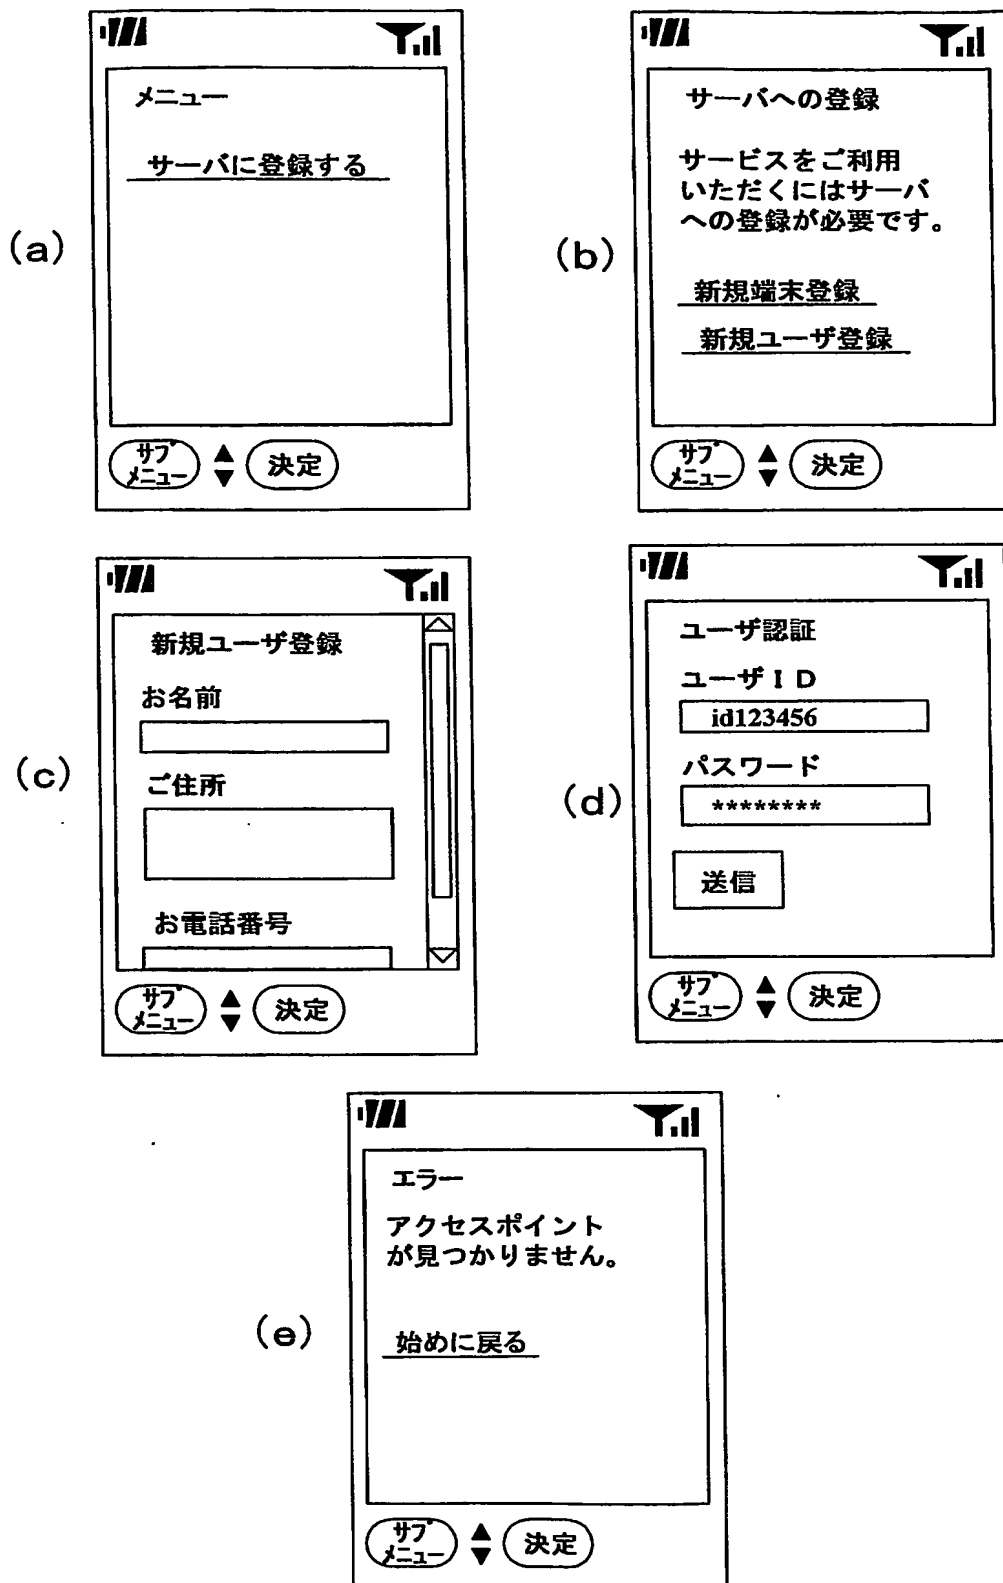 (a)
メニュー
サーバに登録する
サブ
メニュー
決定
(b)
サーバへの登録
サービスをご利用
いただくにはサーバ
への登録が必要です。
新規端末登録
新規ユーザ登録
サブ
メニュー
決定
(c)
新規ユーザ登録
お名前
ご住所
お電話番号
サブ
メニュー
決定
(d)
ユーザ認証
ユーザID
id123456
パスワード
********
送信
サブ
メニュー
決定
(e)
エラー
アクセスポイント
が見つかりません。
始めに戻る
サブ
メニュー
決定